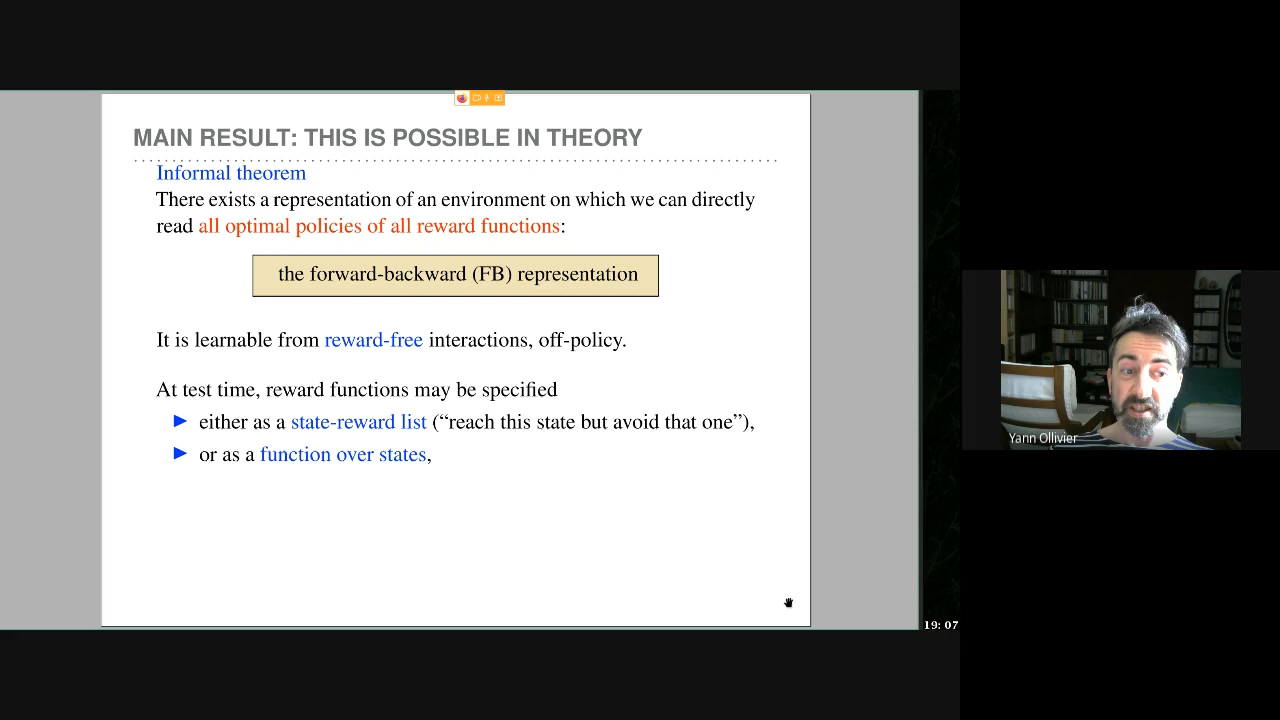 MAIN RESULT: THIS IS POSSIBLE IN THEORY
Informal theorem
There exists a representation of an environment on which we can directly
read all optimal policies of all reward functions:
the forward-backward (FB) representation
It is learnable from reward-free interactions, off-policy.
At test time, reward functions may be specified
► either as a state-reward list (“reach this state but avoid that one”),
► or as a function over states,
Yann Ollivier
19: 07